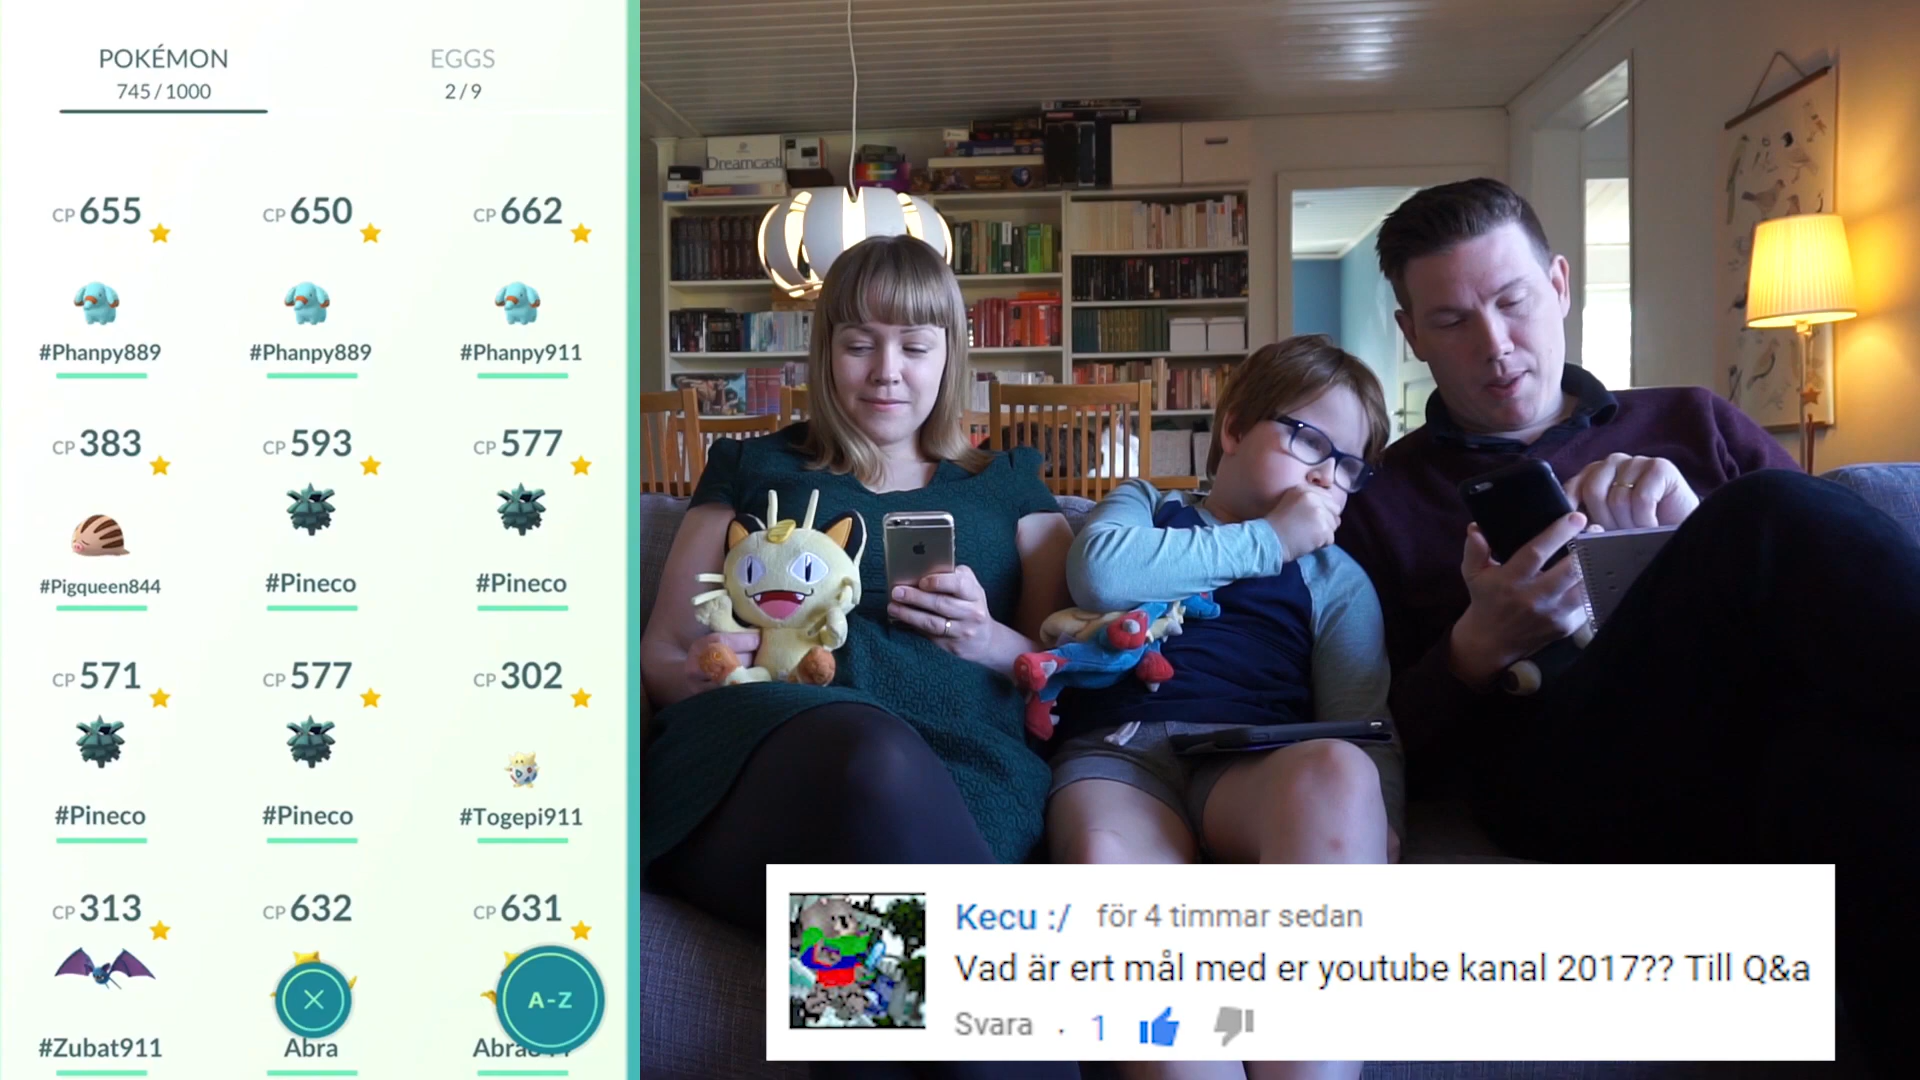 POKÉMON
745/1000
EGGS
2/9
CP 655
CP 650
CP 662
#Phanpy889
#Phanpy889
#Phanpy911
CP 383
CP 593
CP 577
#Pigqueen844
#Pineco
#Pineco
CP 571
CP 577
CP 302
#Pineco
#Pineco
#Togepi911
CP 313
CP 632
CP 631
A-Z
#Zubat911
Abra
Dreamcast
Kecu :/ för 4 timmar sedan
Vad är ert mål med er youtube kanal 2017?? Till Q&a
Svara · 1